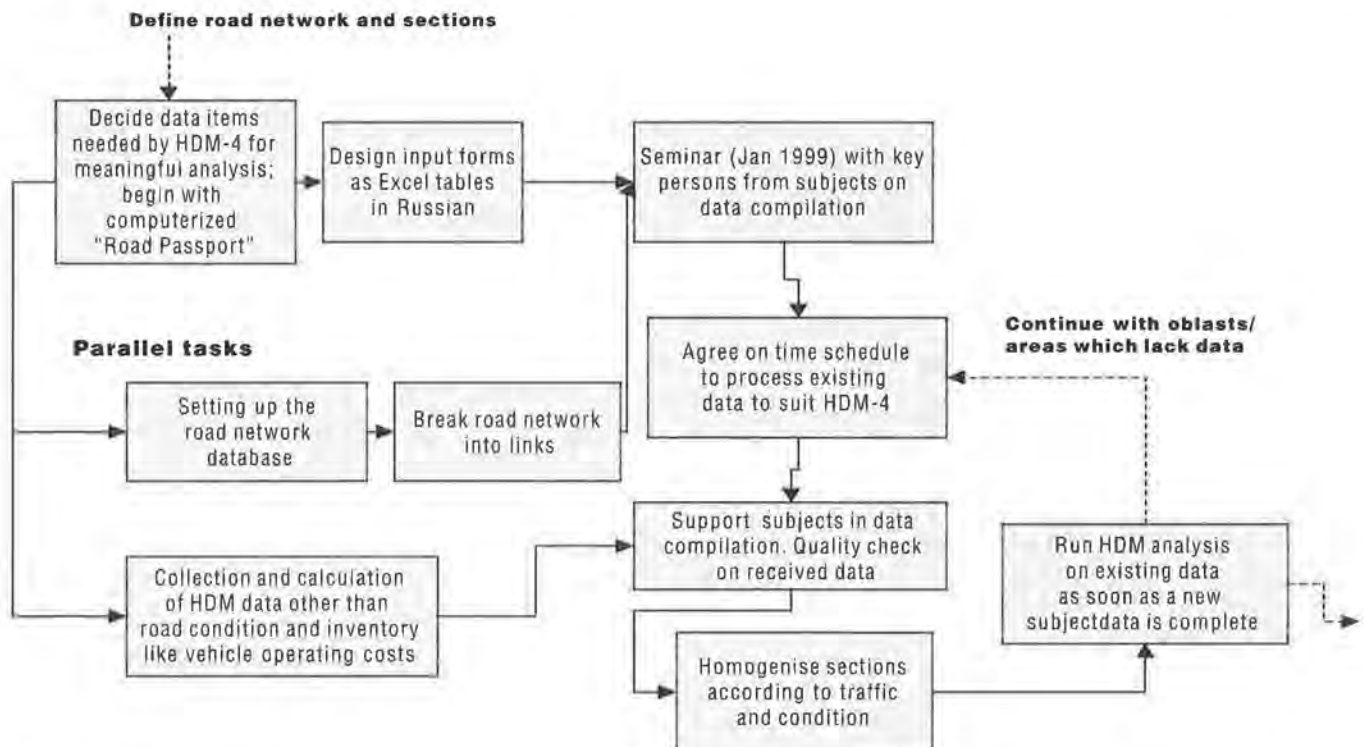 Define road network and sections
Decide data items
needed by HDM-4 for
meaningful analysis;
begin with
computerized
"Road Passport"
Design input forms
as Excel tables
in Russian
Seminar (Jan 1999) with key
persons from subjects on
data compilation
Parallel tasks
Setting up the
road network
database
Break road network
into links
Agree on time schedule
to process existing
data to suit HDM-4
Continue with oblasts/
areas which lack data
Collection and calculation
of HDM data other than
road condition and inventory
like vehicle operating costs
Support subjects in data
compilation. Quality check
on received data
Homogenise sections
according to traffic
and condition
Run HDM analysis
on existing data
as soon as a new
subjectdata is complete